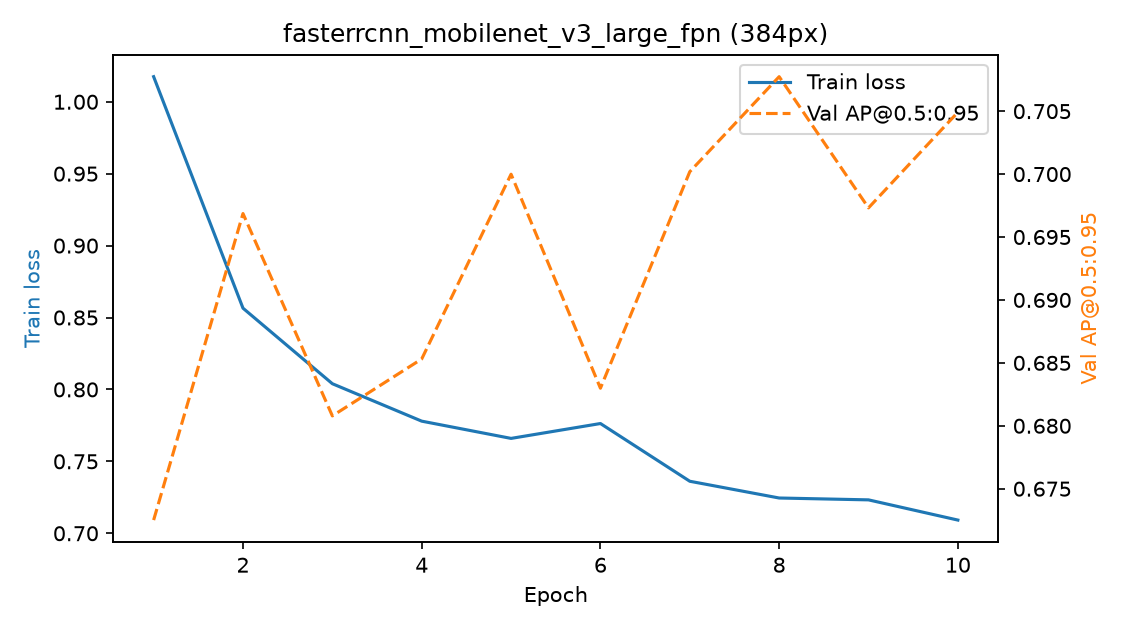 fasterrcnn_mobilenet_v3_large_fpn (384px)
Train loss
Val AP@0.5:0.95
1.00
0.95
0.90
0.85
0.80
0.75
0.70
Train loss
0.705
0.700
0.695
0.690
0.685
0.680
0.675
Val AP@0.5:0.95
2 4 6 8 10
Epoch